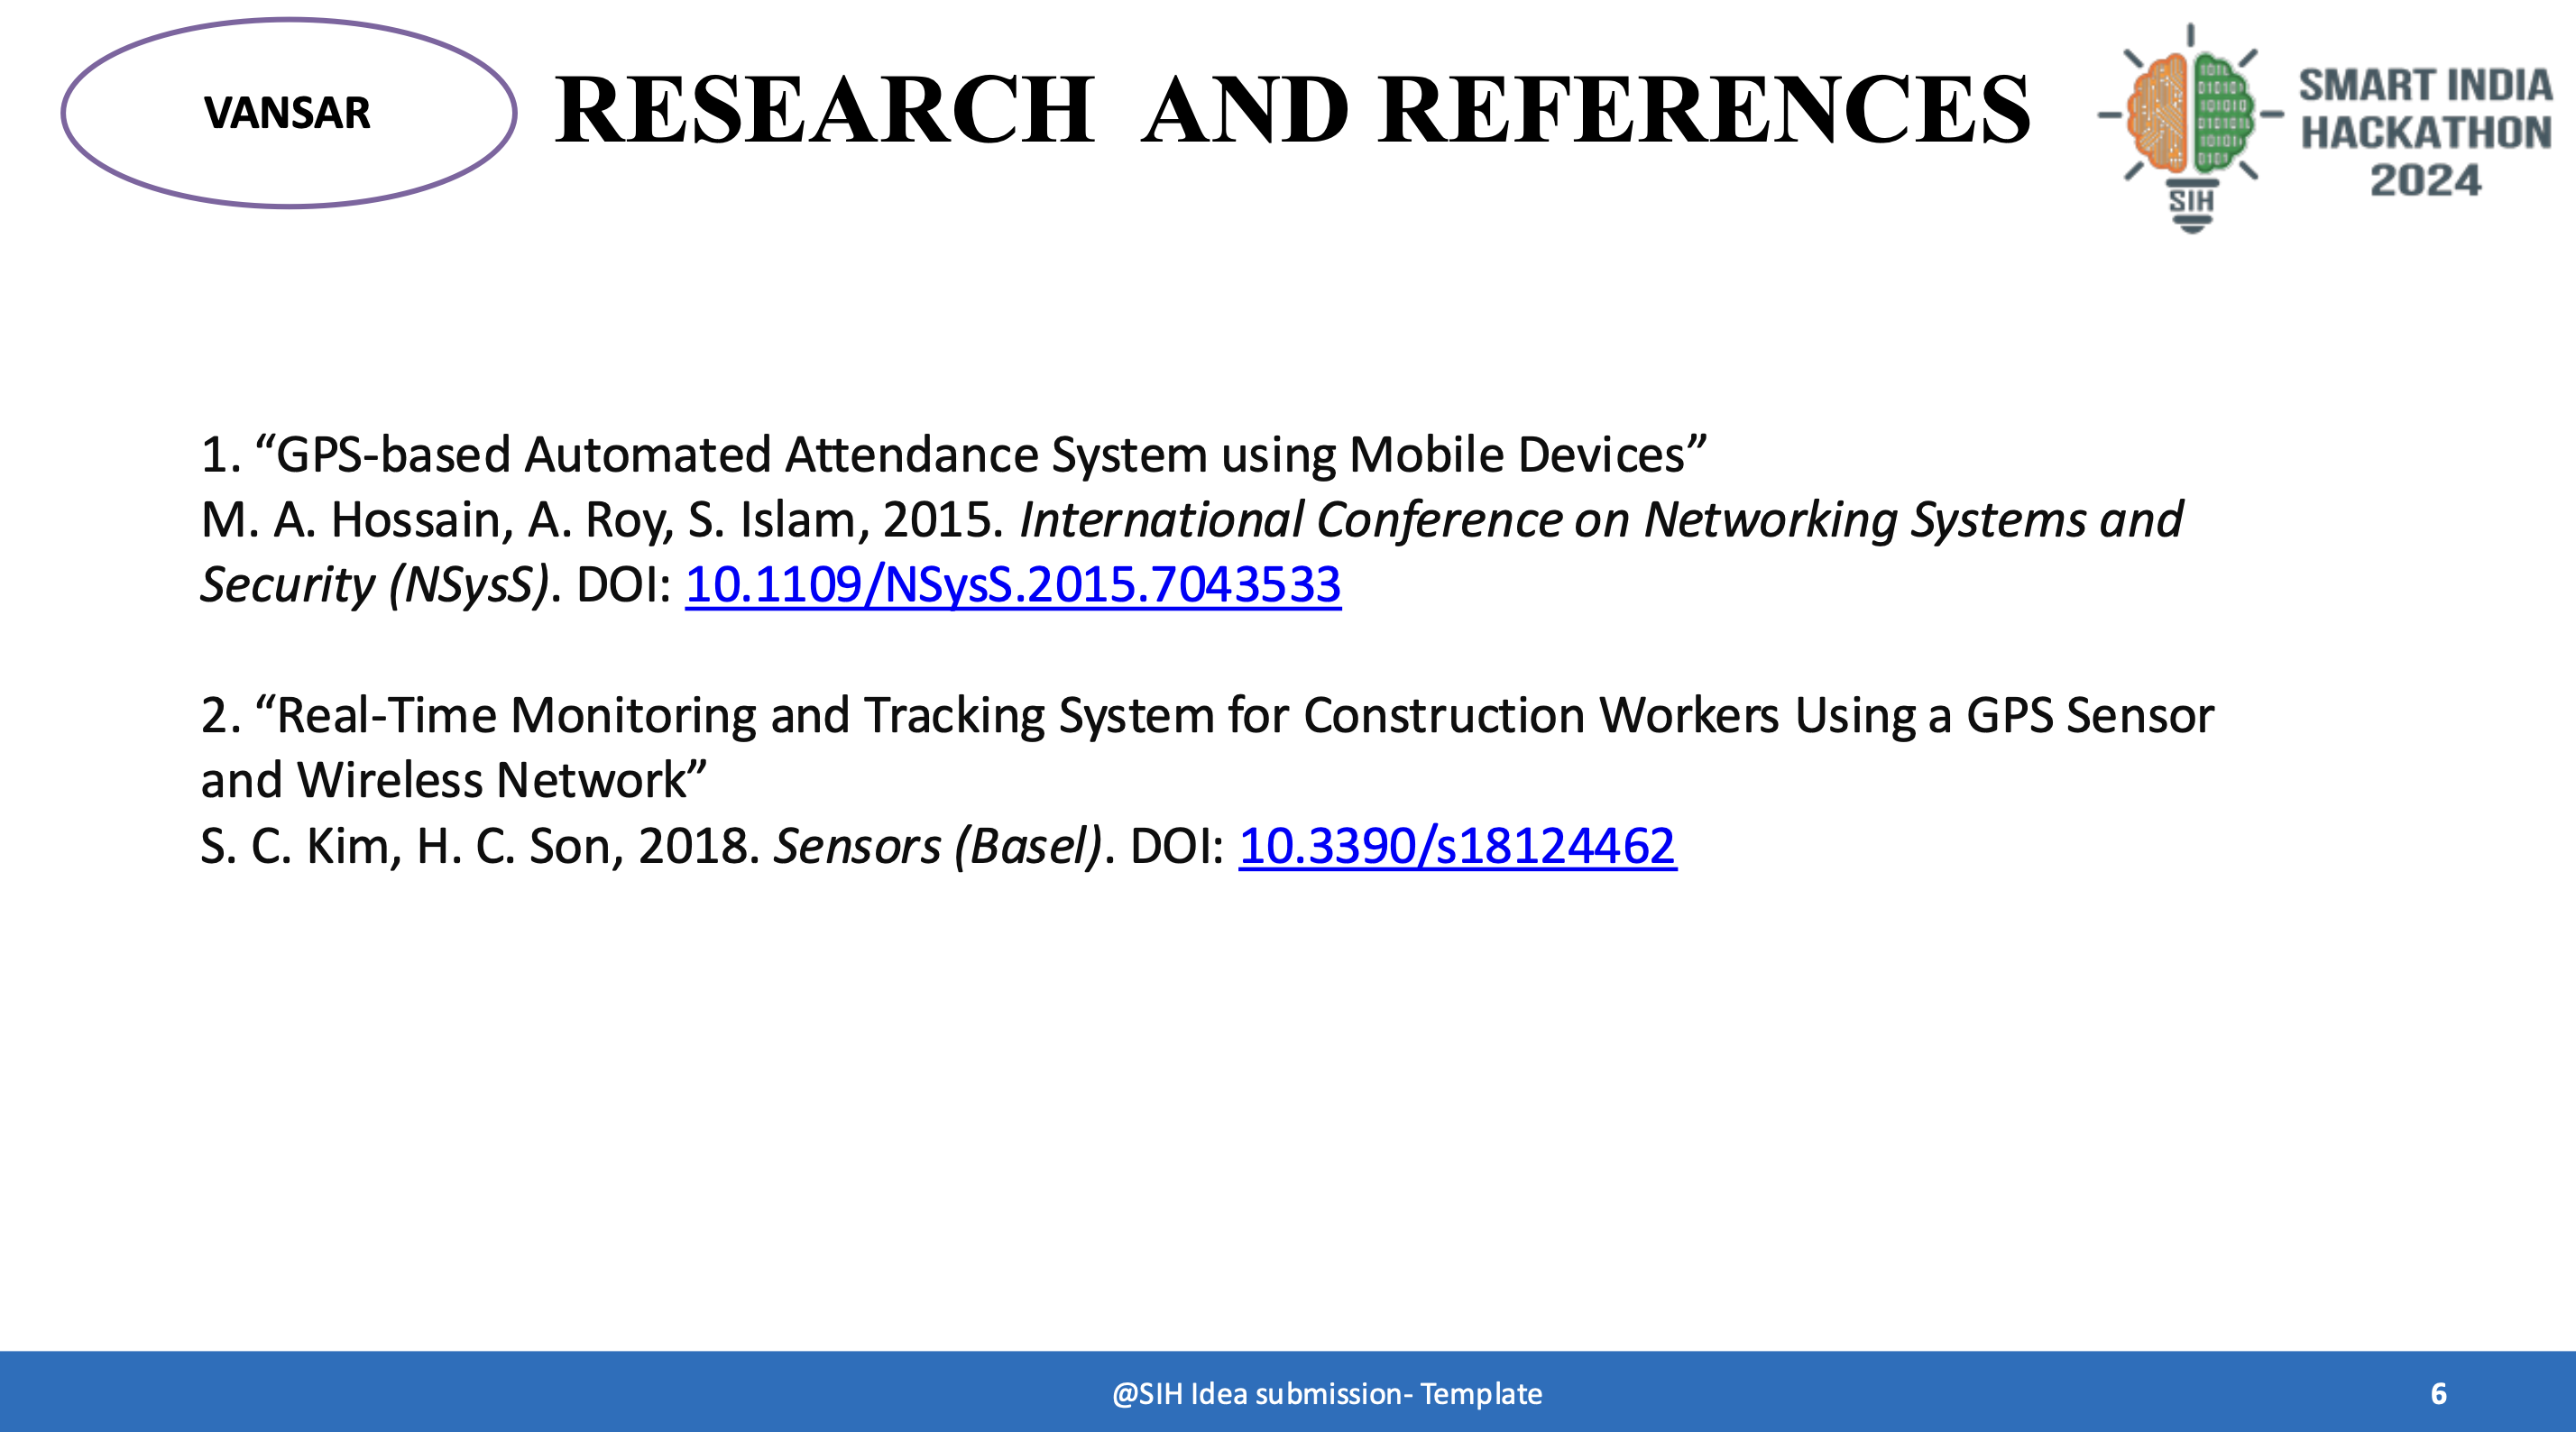 VANSAR
RESEARCH AND REFERENCES
SMART INDIA
HACKATHON
2024
SIH
1. “GPS-based Automated Attendance System using Mobile Devices”
M. A. Hossain, A. Roy, S. Islam, 2015. International Conference on Networking Systems and
Security (NSysS). DOI: 10.1109/NSysS.2015.7043533
2. “Real-Time Monitoring and Tracking System for Construction Workers Using a GPS Sensor
and Wireless Network”
S. C. Kim, H. C. Son, 2018. Sensors (Basel). DOI: 10.3390/s18124462
@SIH Idea submission- Template
6